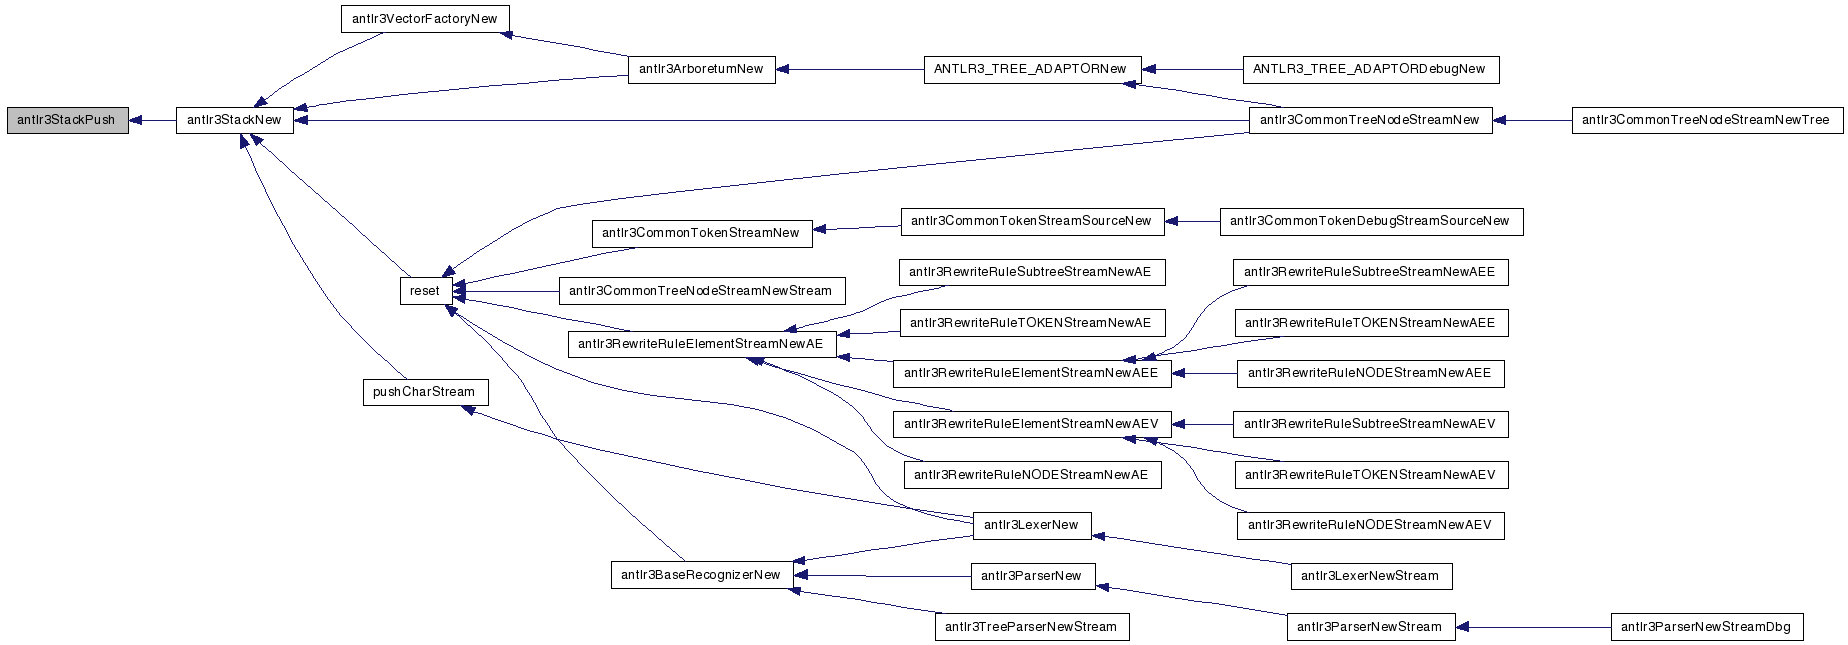 antlr3VectorFactoryNew
antlr3ArboretumNew
ANTLR3_TREE_ADAPTORNew
ANTLR3_TREE_ADAPTORDebugNew
antlr3StackPush
antlr3StackNew
antlr3CommonTreeNodeStreamNew
antlr3CommonTreeNodeStreamNewTree
antlr3CommonTokenStreamNew
antlr3CommonTokenStreamSourceNew
antlr3CommonTokenDebugStreamSourceNew
reset
antlr3CommonTreeNodeStreamNewStream
antlr3RewriteRuleSubtreeStreamNewAE
antlr3RewriteRuleSubtreeStreamNewAEE
antlr3RewriteRuleTOKENStreamNewAE
antlr3RewriteRuleTOKENStreamNewAEE
antlr3RewriteRuleElementStreamNewAE
antlr3RewriteRuleElementStreamNewAEE
antlr3RewriteRuleNODEStreamNewAEE
pushCharStream
antlr3RewriteRuleElementStreamNewAEV
antlr3RewriteRuleSubtreeStreamNewAEV
antlr3RewriteRuleNODEStreamNewAE
antlr3RewriteRuleTOKENStreamNewAEV
antlr3LexerNew
antlr3RewriteRuleNODEStreamNewAEV
antlr3BaseRecognizerNew
antlr3ParserNew
antlr3LexerNewStream
antlr3TreeParserNewStream
antlr3ParserNewStream
antlr3ParserNewStreamDbg